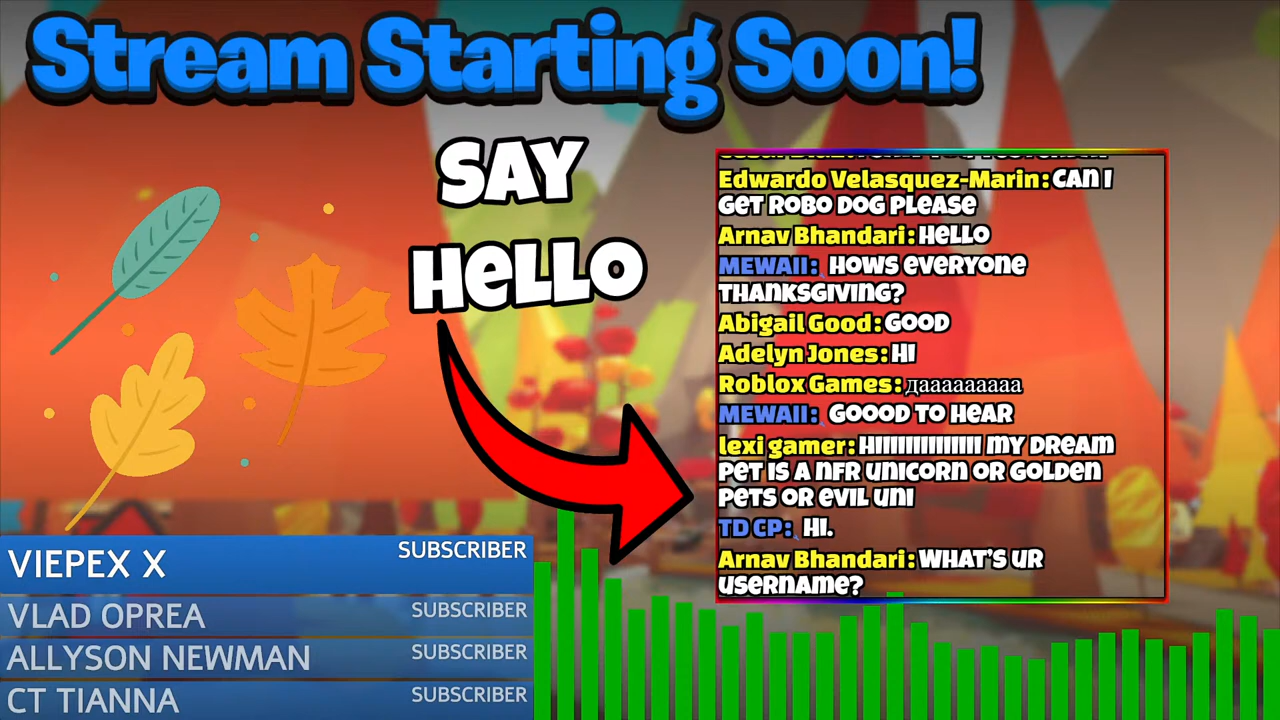 Stream Starting Soon!
SAY
HELLO
Edwardo Velasquez-Marin: CAN I
GET ROBO DOG PLEASE
Arnav Bhandari: HELLO
MEWAII: HOWS EVERYONE
THANKSGIVING?
Abigail Good: GOOD
Adelyn Jones: HI
Roblox Games: дааааааааа
MEWAII: GOOOD TO HEAR
lexi gamer: HIIIIIIIIIIIIIII MY DREAM
PET IS A NFR UNICORN OR GOLDEN
PETS OR EVIL UNI
TD CP: HI.
Arnav Bhandari: WHAT'S UR
USERNAME?
VIEPEX X SUBSCRIBER
VLAD OPREA SUBSCRIBER
ALLYSON NEWMAN SUBSCRIBER
CT TIANNA SUBSCRIBER